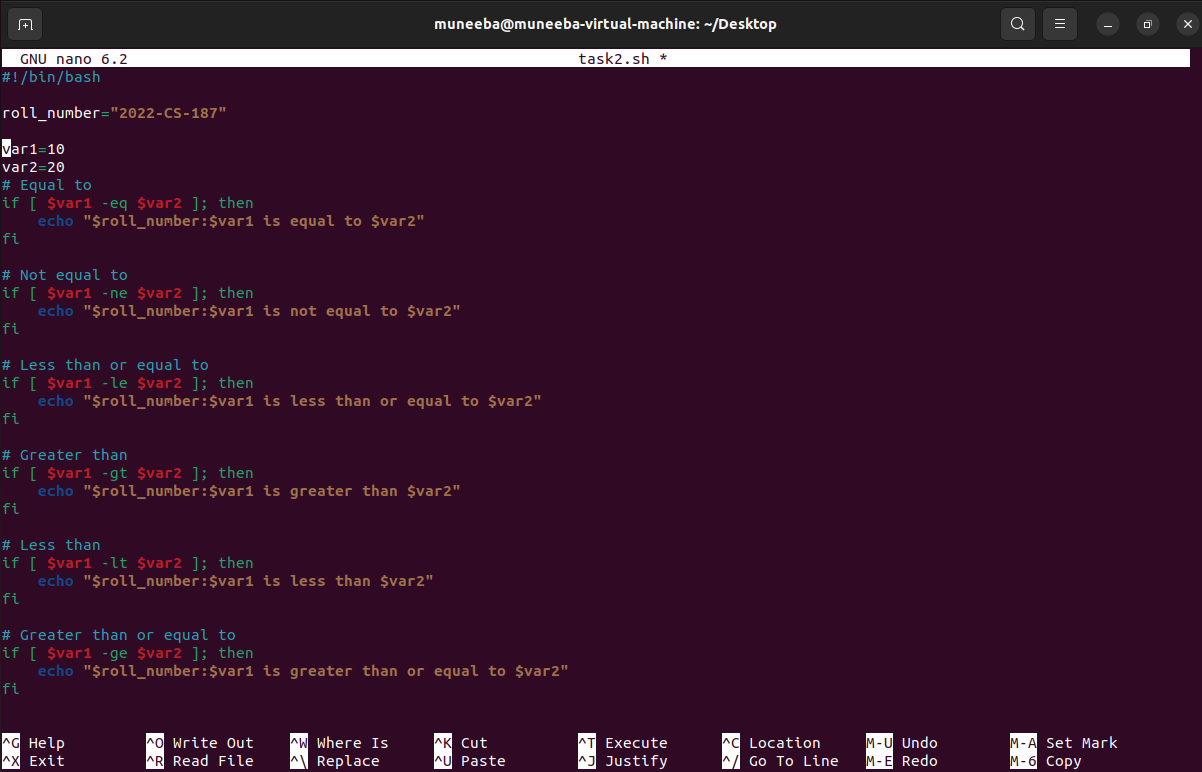 muneeba@muneeba-virtual-machine: ~/Desktop
GNU nano 6.2 task2.sh *
#!/bin/bash

roll_number="2022-CS-187"

var1=10
var2=20
# Equal to
if [ $var1 -eq $var2 ]; then
    echo "$roll_number:$var1 is equal to $var2"
fi

# Not equal to
if [ $var1 -ne $var2 ]; then
    echo "$roll_number:$var1 is not equal to $var2"
fi

# Less than or equal to
if [ $var1 -le $var2 ]; then
    echo "$roll_number:$var1 is less than or equal to $var2"
fi

# Greater than
if [ $var1 -gt $var2 ]; then
    echo "$roll_number:$var1 is greater than $var2"
fi

# Less than
if [ $var1 -lt $var2 ]; then
    echo "$roll_number:$var1 is less than $var2"
fi

# Greater than or equal to
if [ $var1 -ge $var2 ]; then
    echo "$roll_number:$var1 is greater than or equal to $var2"
fi

^G Help ^O Write Out ^W Where Is ^K Cut ^T Execute ^C Location M-U Undo M-A Set Mark
^X Exit ^R Read File ^\ Replace ^U Paste ^J Justify ^/ Go To Line M-E Redo M-6 Copy